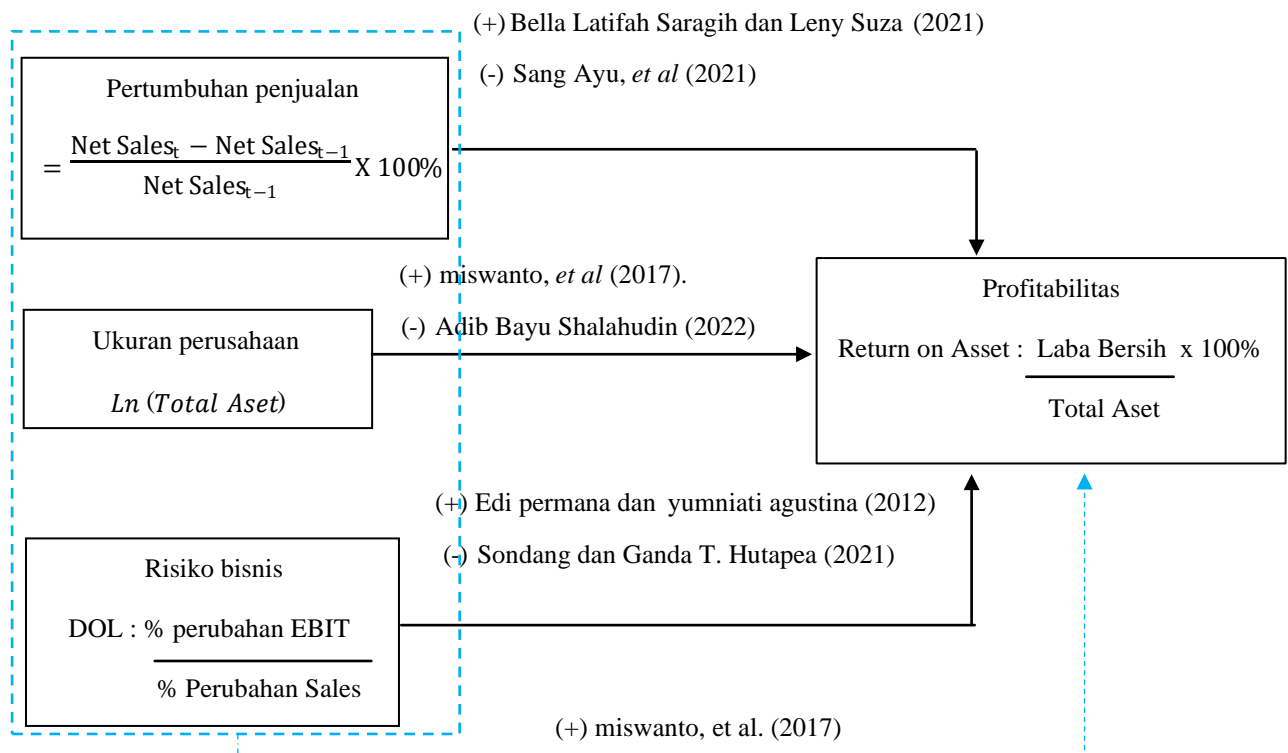 (+) Bella Latifah Saragih dan Leny Suza (2021)
(-) Sang Ayu, et al (2021)
Pertumbuhan penjualan
= Net Sales_t − Net Sales_{t−1}
Net Sales_{t−1}
X 100%
(+) miswanto, et al (2017).
(-) Adib Bayu Shalahudin (2022)
Ukuran perusahaan
Ln (Total Aset)
Profitabilitas
Return on Asset : Laba Bersih x 100%
Total Aset
(+) Edi permana dan yumniati agustina (2012)
(-) Sondang dan Ganda T. Hutapea (2021)
Risiko bisnis
DOL : % perubahan EBIT
% Perubahan Sales
(+) miswanto, et al. (2017)